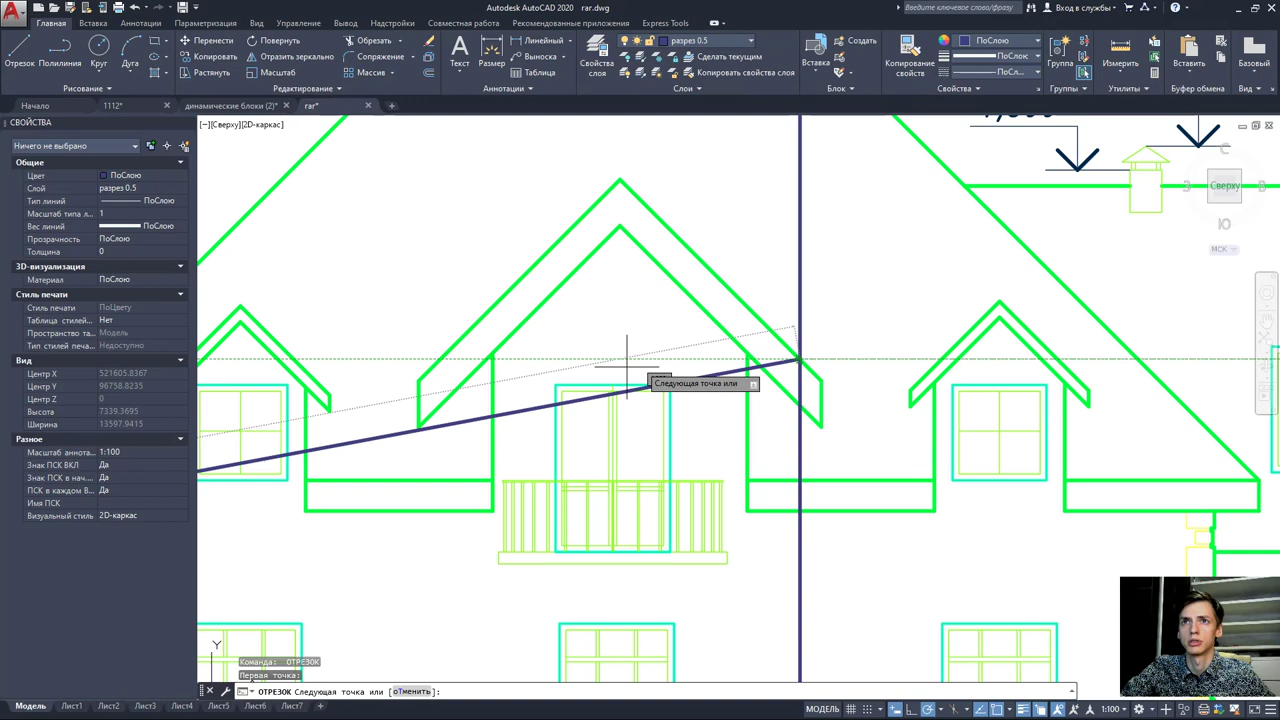 Autodesk AutoCAD 2020 rar.dwg
Введите ключевое слово/фразу
Вход в службы
Главная Вставка Аннотации Параметризация Вид Управление Вывод Надстройки Совместная работа Рекомендованные приложения Express Tools
Отрезок Полилиния Круг Дуга
Рисование
Перенести Повернуть Обрезать
Копировать Отразить зеркально Сопряжение
Растянуть Масштаб Массив
Редактирование
Текст Размер
Линейный
Выноска
Таблица
Аннотации
Свойства слоя
разрез 0.5
Сделать текущим
Копировать свойства слоя
Слои
Вставка
Создать
Блок
Копирование свойств
ПоСлою
ПоСлок
ПоСл...
Свойства
Группа
Группы
Измерить
Утилиты
Вставить
Буфер обмена
Базовый
Вид
Начало 1112* динамические блоки (2)* rar*
СВОЙСТВА
Ничего не выбрано
Общие
Цвет ПоСлою
Слой разрез 0.5
Тип линий ПоСлою
Масштаб типа л... 1
Вес линий ПоСлою
Прозрачность ПоСлою
Толщина 0
3D-визуализация
Материал ПоСлою
Стиль печати
Стиль печати ПоЦвету
Таблица стилей... Нет
Пространство та... Модель
Тип стилей печат... Недоступно
Вид
Центр X 121605.8367
Центр Y 96758.8235
Центр Z 0
Высота 7339.3695
Ширина 13597.9415
Разное
Масштаб аннота... 1:100
Знак ПСК ВКЛ Да
Знак ПСК в нач.... Да
ПСК в каждом В... Да
Имя ПСК
Визуальный стиль 2D-каркас
[−][Сверху][2D-каркас]
С
З Сверху В
Ю
МСК
Следующая точка или
Y
Команда: ОТРЕЗОК
Первая точка:
ОТРЕЗОК Следующая точка или [оТменить]:
Модель Лист1 Лист2 Лист3 Лист4 Лист5 Лист6 Лист7 +
МОДЕЛЬ 1:100